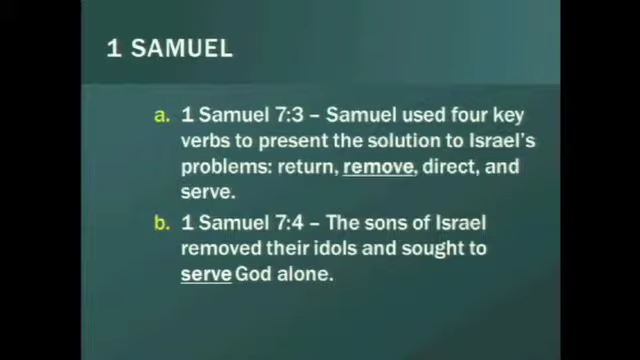 1 SAMUEL
a. 1 Samuel 7:3 – Samuel used four key
verbs to present the solution to Israel's
problems: return, remove, direct, and
serve.
b. 1 Samuel 7:4 – The sons of Israel
removed their idols and sought to
serve God alone.